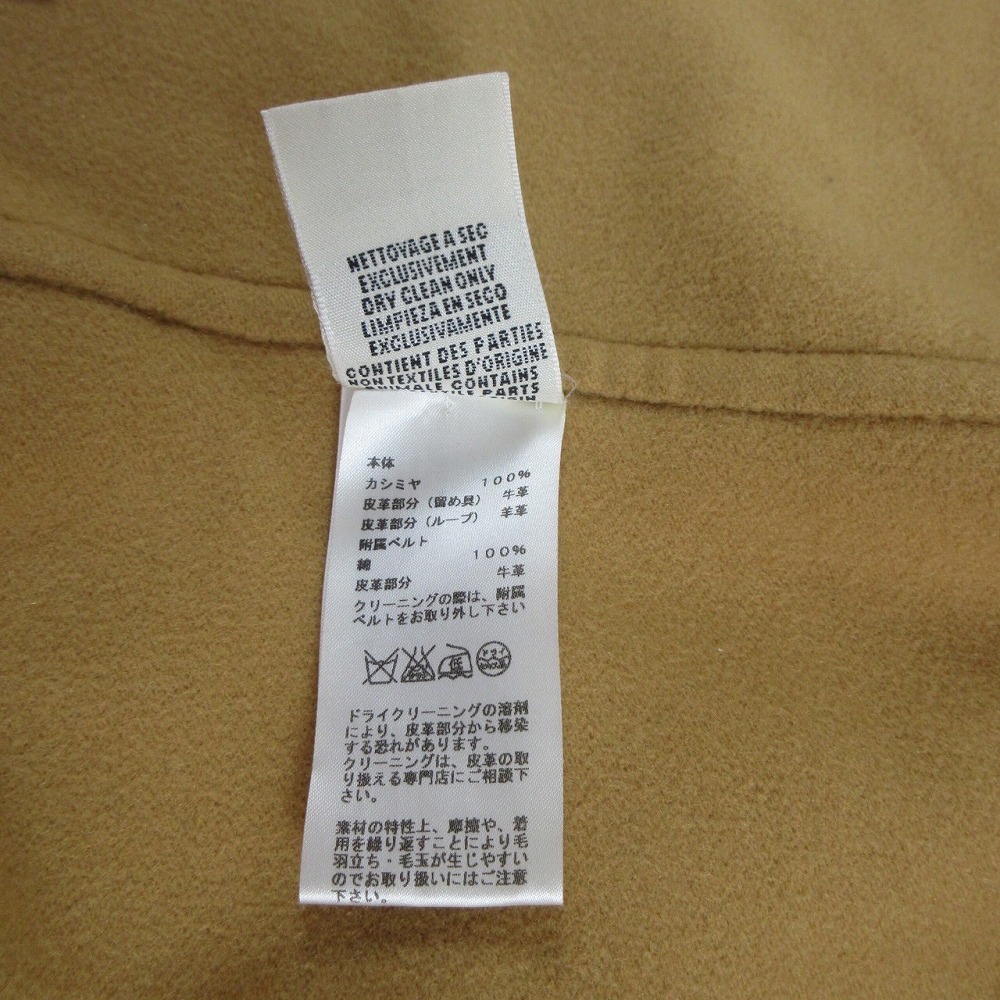 NETTOYAGE A SEC
EXCLUSIVEMENT
DRY CLEAN ONLY
LIMPIEZA EN SECO
EXCLUSIVAMENTE
CONTIENT DES PARTIES
NON TEXTILES D'ORIGINE
ANIMALE CONTAINS
PARTS
本体
カシミヤ 100%
皮革部分（留め具） 牛革
皮革部分（ループ） 羊革
附属ベルト
綿 100%
皮革部分 牛革
クリーニングの際は、附属
ベルトをお取り外し下さい
低 ドライ
ドライクリーニングの溶剤
により、皮革部分から移染
する恐れがあります。
クリーニングは、皮革の取
り扱える専門店にご相談下
さい。
素材の特性上、摩擦や、着
用を繰り返すことにより毛
羽立ち・毛玉が生じやすい
のでお取り扱いにはご注意
下さい。